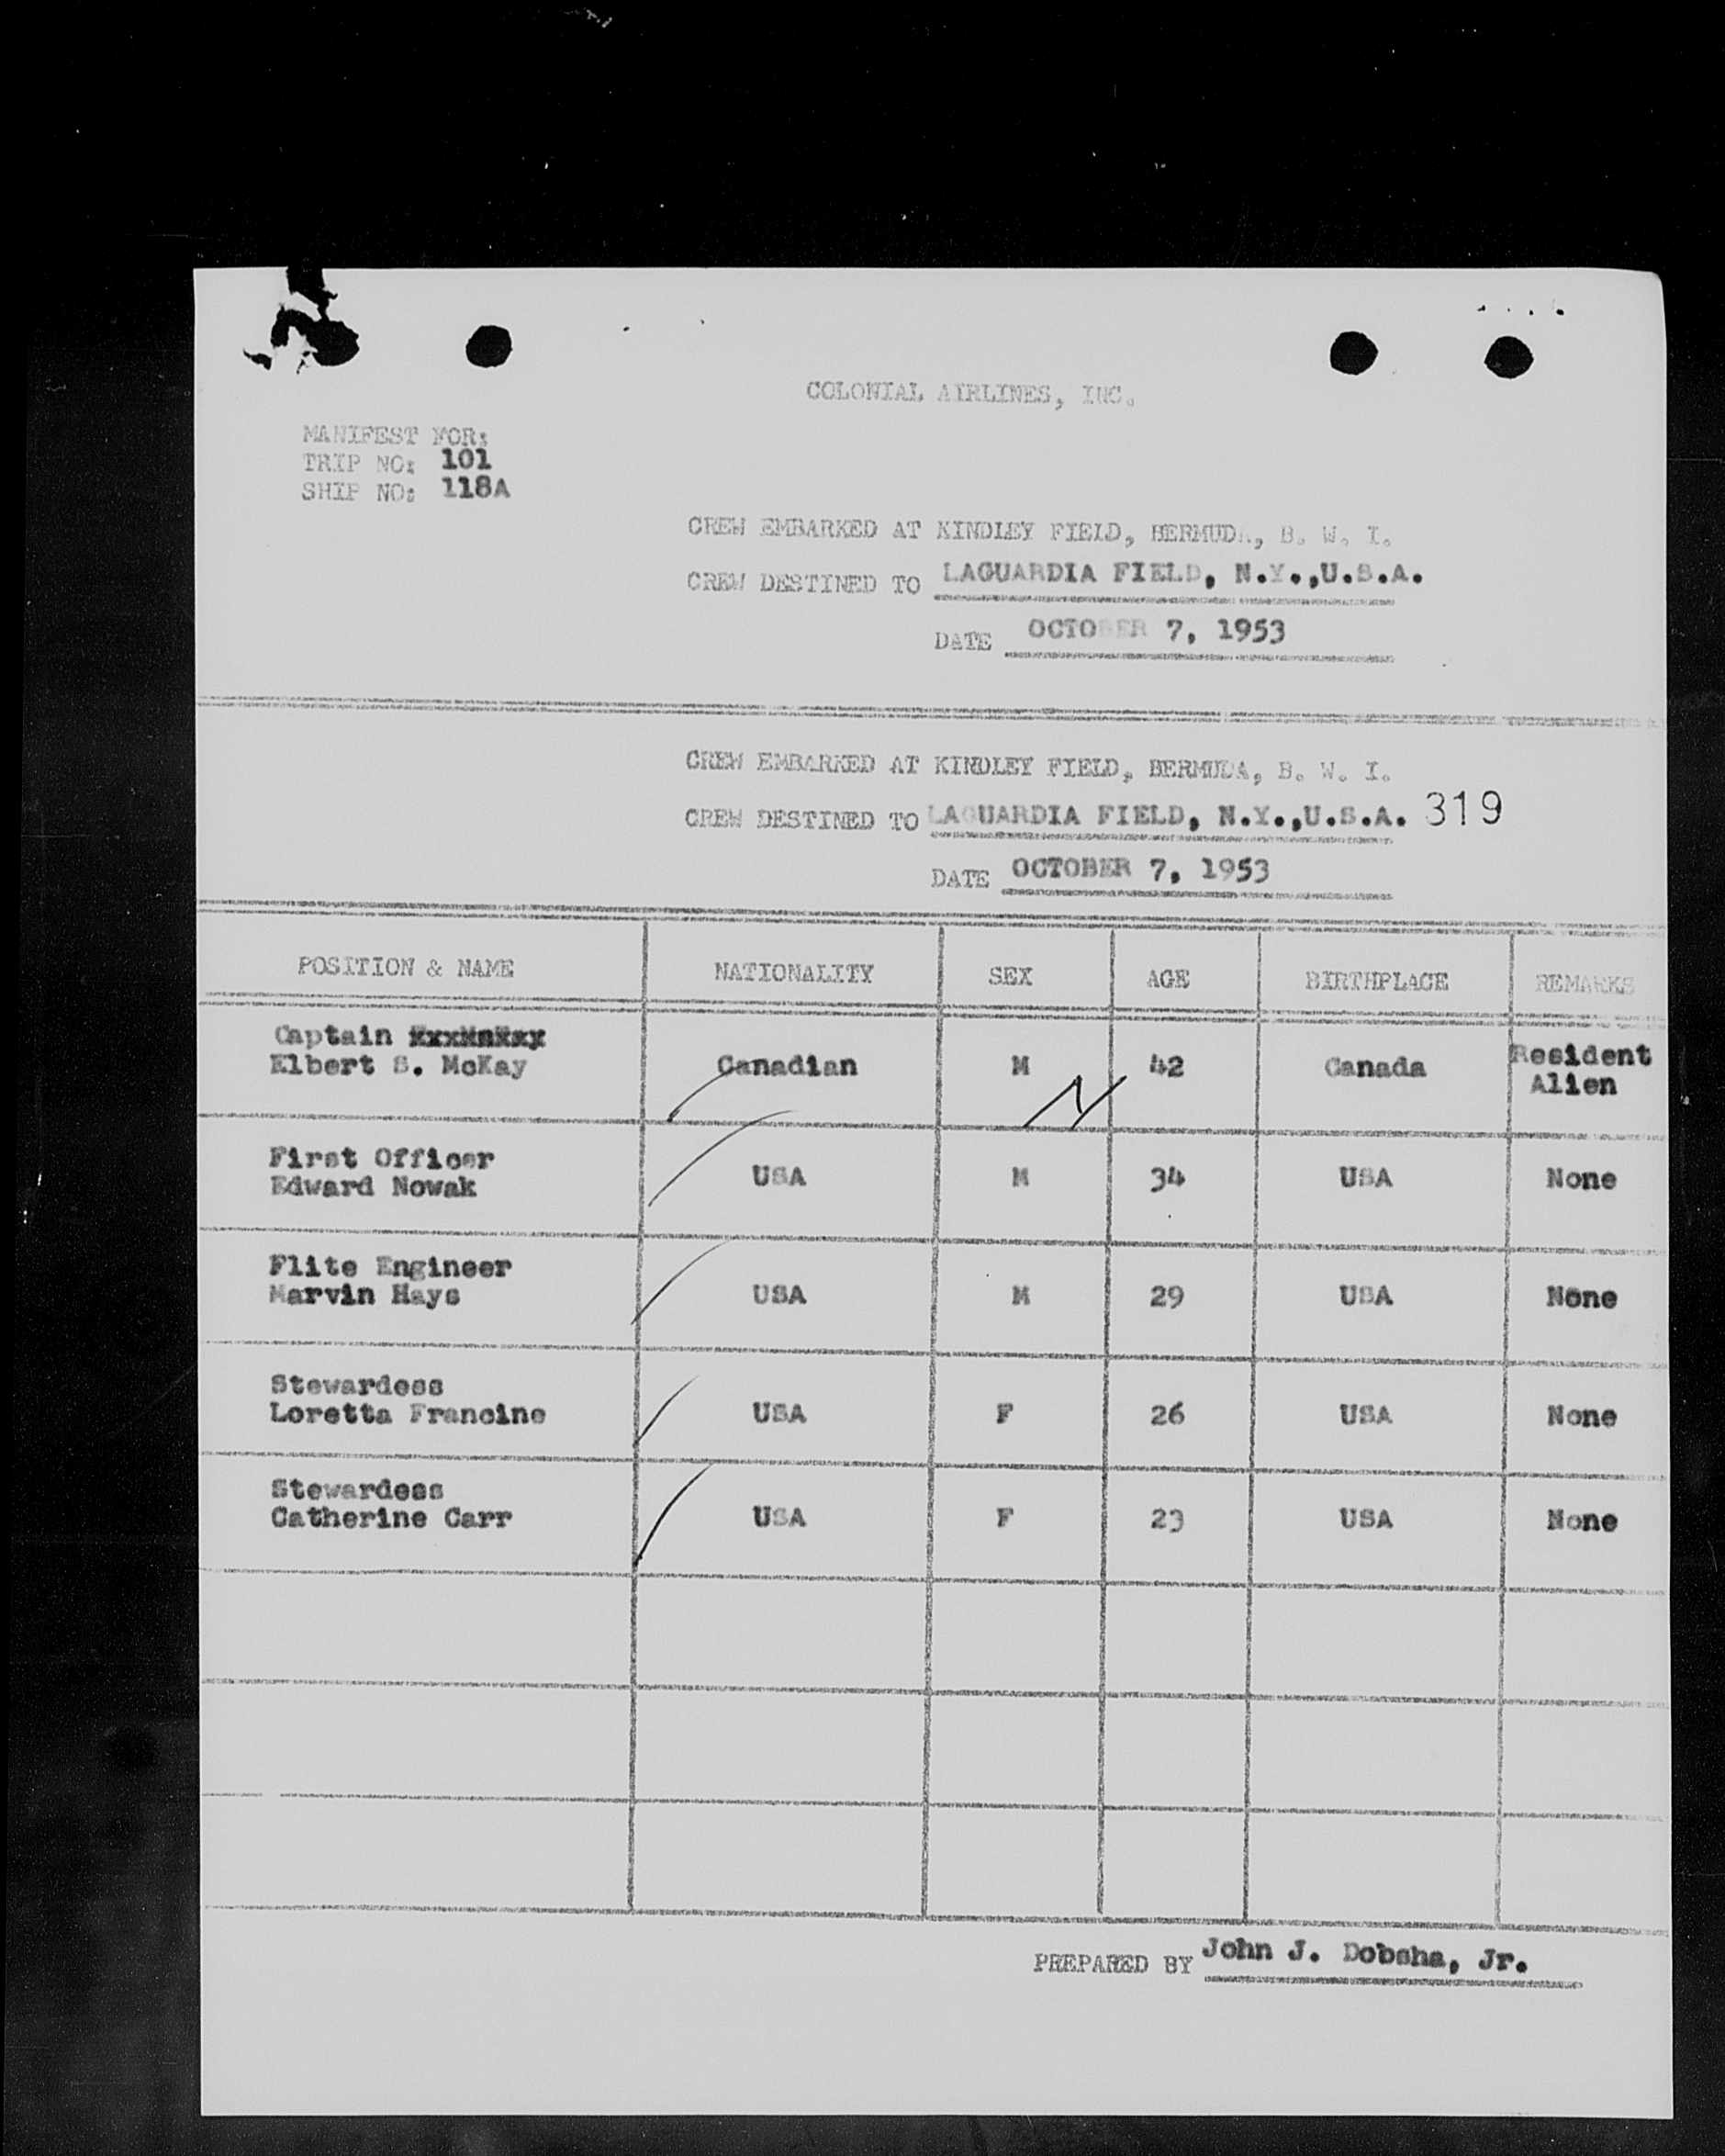 COLONIAL AIRLINES, INC.
MANIFEST FOR:
TRIP NO: 101
SHIP NO: 118A
CREW EMBARKED AT KINDLEY FIELD, BERMUDA, B. W. I.
CREW DESTINED TO LAGUARDIA FIELD, N.Y.,U.S.A.
DATE OCTOBER 7, 1953
CREW EMBARKED AT KINDLEY FIELD, BERMUDA, B. W. I.
CREW DESTINED TO LAGUARDIA FIELD, N.Y.,U.S.A. 319
DATE OCTOBER 7, 1953
POSITION & NAME NATIONALITY SEX AGE BIRTHPLACE REMARKS
Captain
Elbert S. McKay Canadian M 42 Canada Resident
Alien
First Officer
Edward Nowak USA M 34 USA None
Flite Engineer
Marvin Hays USA M 29 USA None
Stewardess
Loretta Francine USA F 26 USA None
Stewardess
Catherine Carr USA F 23 USA None
PREPARED BY John J. Dobsha, Jr.